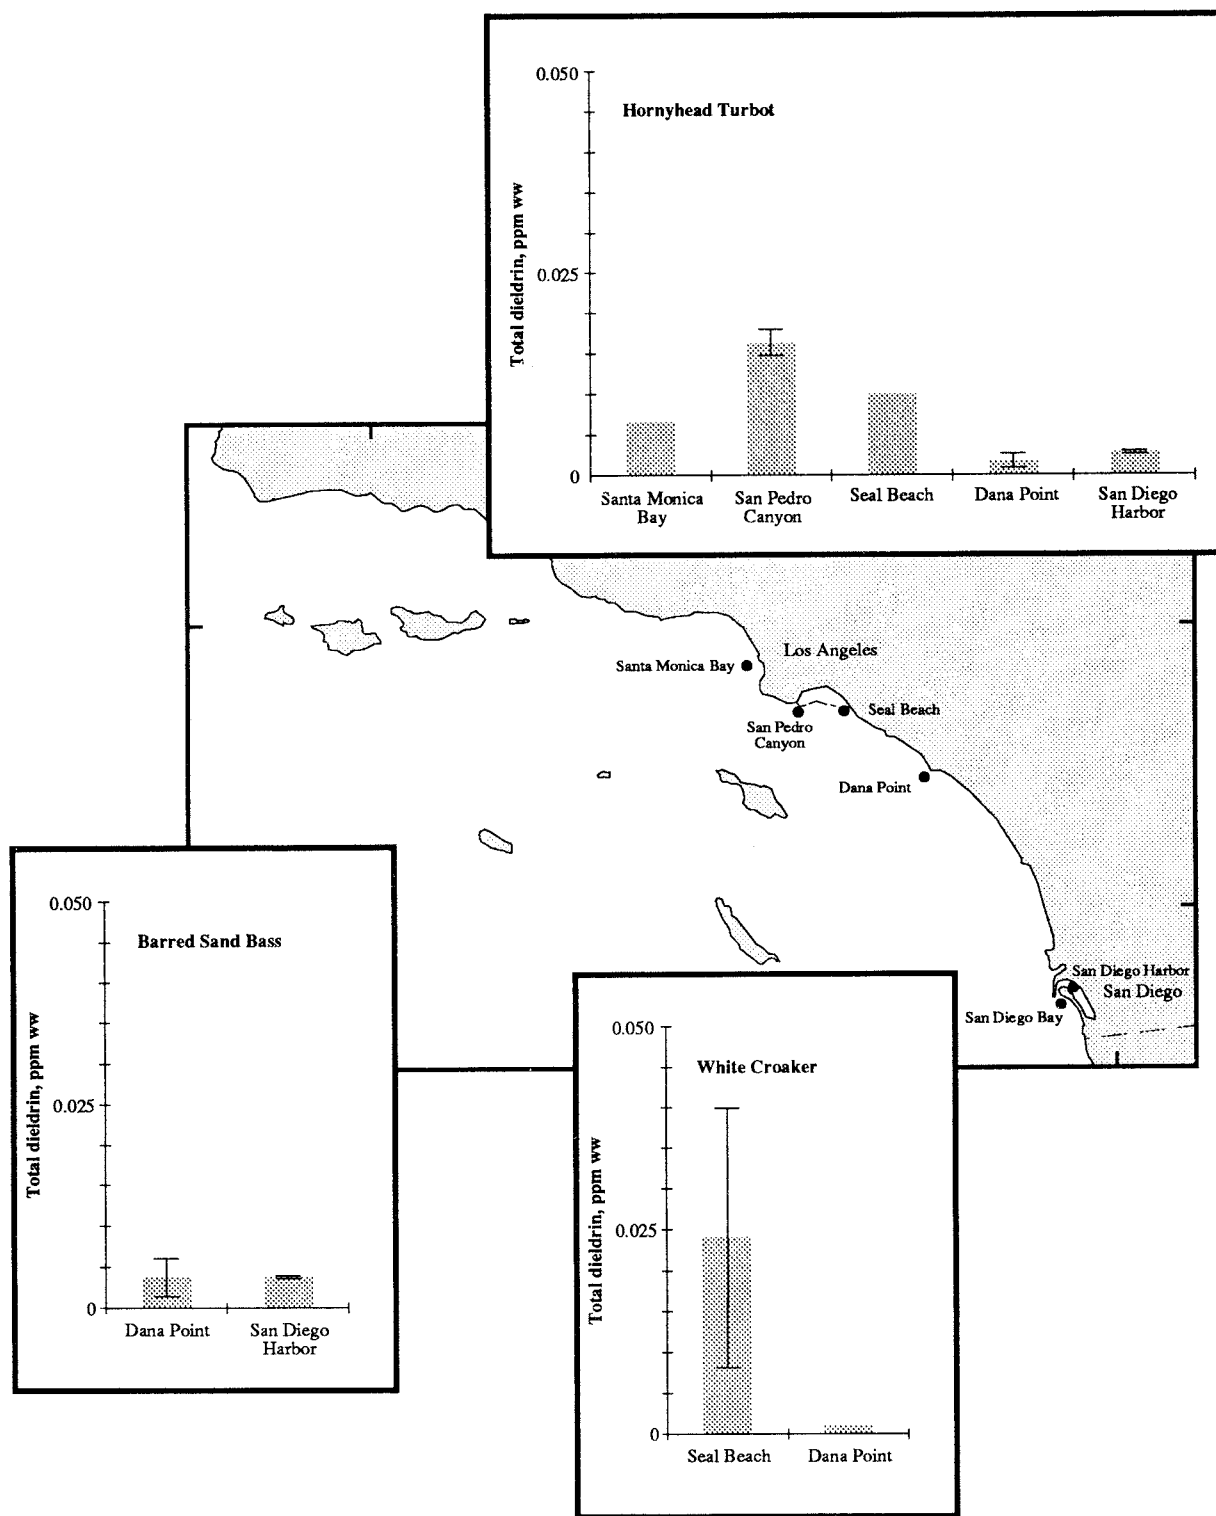 0.050
Hornyhead Turbot
Total dieldrin, ppm ww
0.025
0
Santa Monica
Bay
San Pedro
Canyon
Seal Beach
Dana Point
San Diego
Harbor
Los Angeles
Santa Monica Bay
San Pedro
Canyon
Seal Beach
Dana Point
San Diego Harbor
San Diego
San Diego Bay
0.050
Barred Sand Bass
Total dieldrin, ppm ww
0.025
0
Dana Point
San Diego
Harbor
0.050
White Croaker
Total dieldrin, ppm ww
0.025
0
Seal Beach
Dana Point